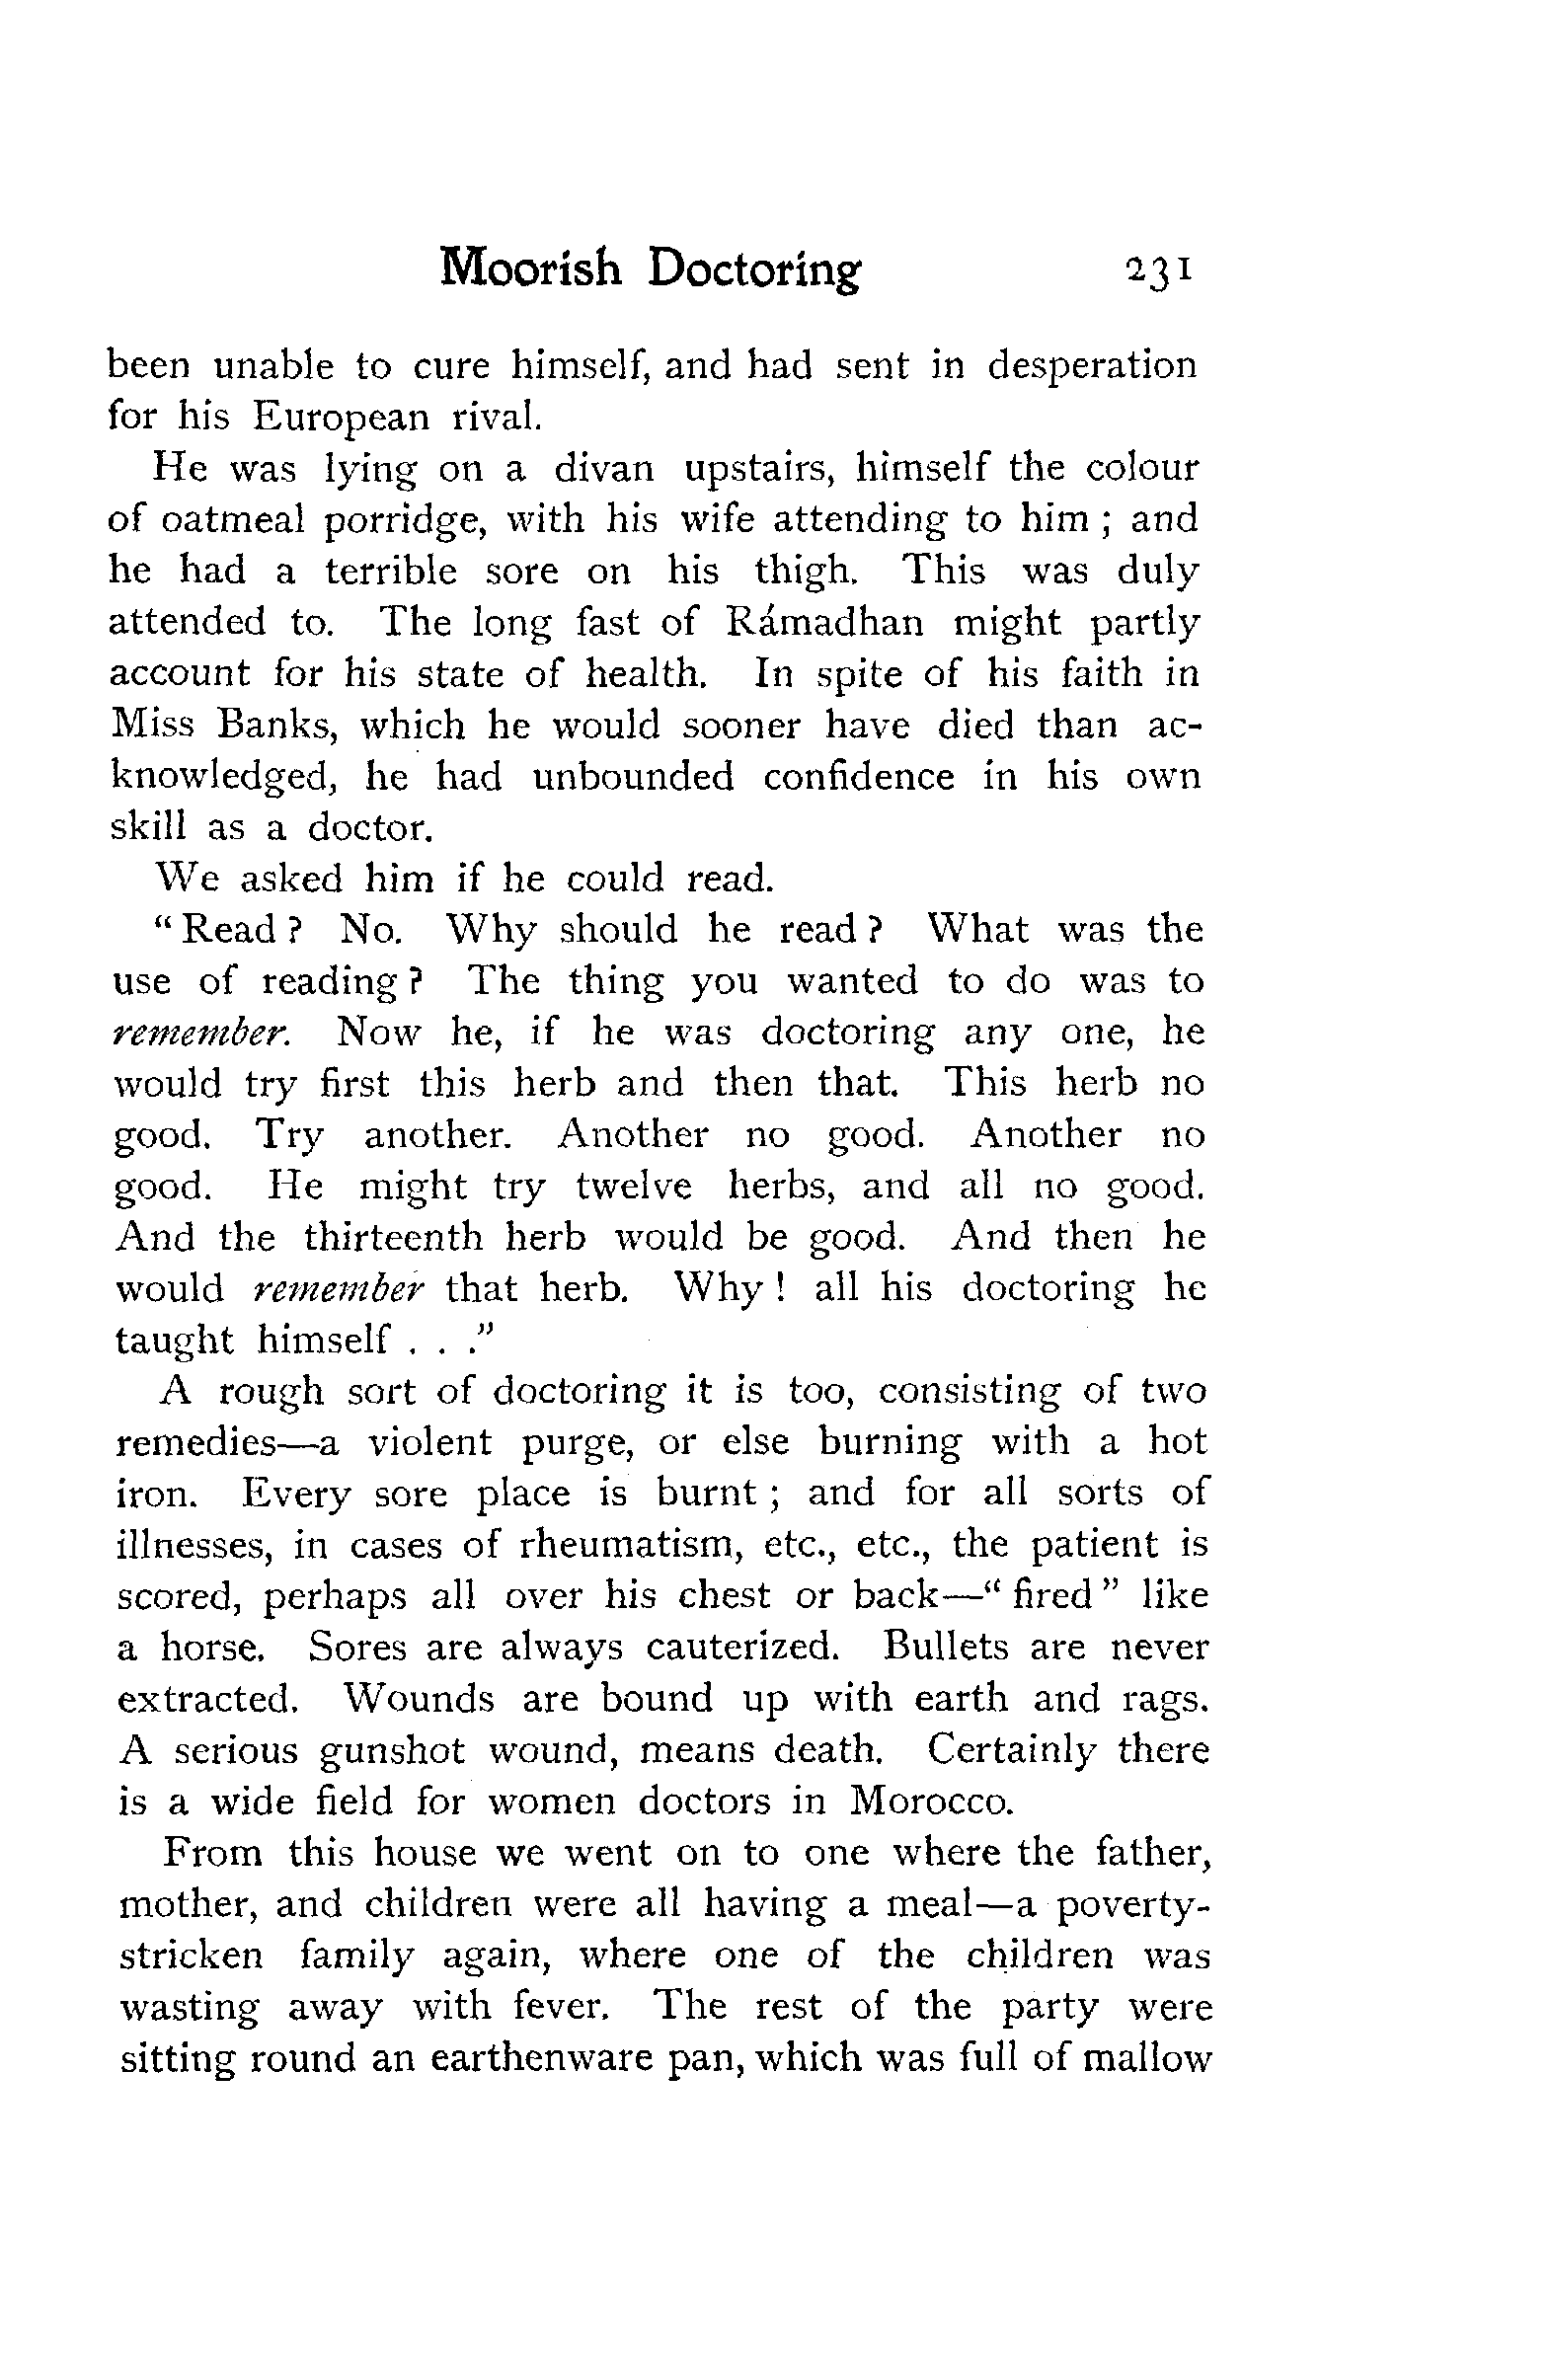 Moorish Doctoring 231
been unable to cure himself, and had sent in desperation
for his European rival.
He was lying on a divan upstairs, himself the colour
of oatmeal porridge, with his wife attending to him ; and
he had a terrible sore on his thigh. This was duly
attended to. The long fast of Rámadhan might partly
account for his state of health. In spite of his faith in
Miss Banks, which he would sooner have died than ac-
knowledged, he had unbounded confidence in his own
skill as a doctor.
We asked him if he could read.
“ Read ? No. Why should he read ? What was the
use of reading ? The thing you wanted to do was to
remember. Now he, if he was doctoring any one, he
would try first this herb and then that. This herb no
good. Try another. Another no good. Another no
good. He might try twelve herbs, and all no good.
And the thirteenth herb would be good. And then he
would remember that herb. Why ! all his doctoring he
taught himself . . .”
A rough sort of doctoring it is too, consisting of two
remedies—a violent purge, or else burning with a hot
iron. Every sore place is burnt ; and for all sorts of
illnesses, in cases of rheumatism, etc., etc., the patient is
scored, perhaps all over his chest or back—“ fired ” like
a horse. Sores are always cauterized. Bullets are never
extracted. Wounds are bound up with earth and rags.
A serious gunshot wound, means death. Certainly there
is a wide field for women doctors in Morocco.
From this house we went on to one where the father,
mother, and children were all having a meal—a poverty-
stricken family again, where one of the children was
wasting away with fever. The rest of the party were
sitting round an earthenware pan, which was full of mallow